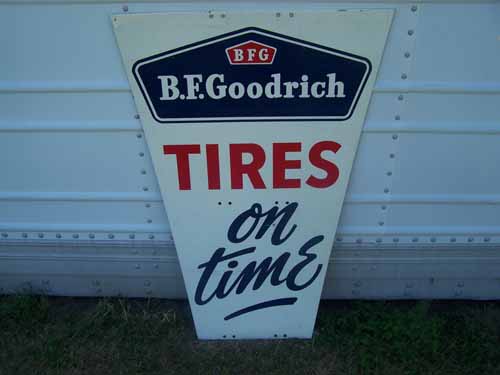 BFG
B.F.Goodrich
TIRES
on
time